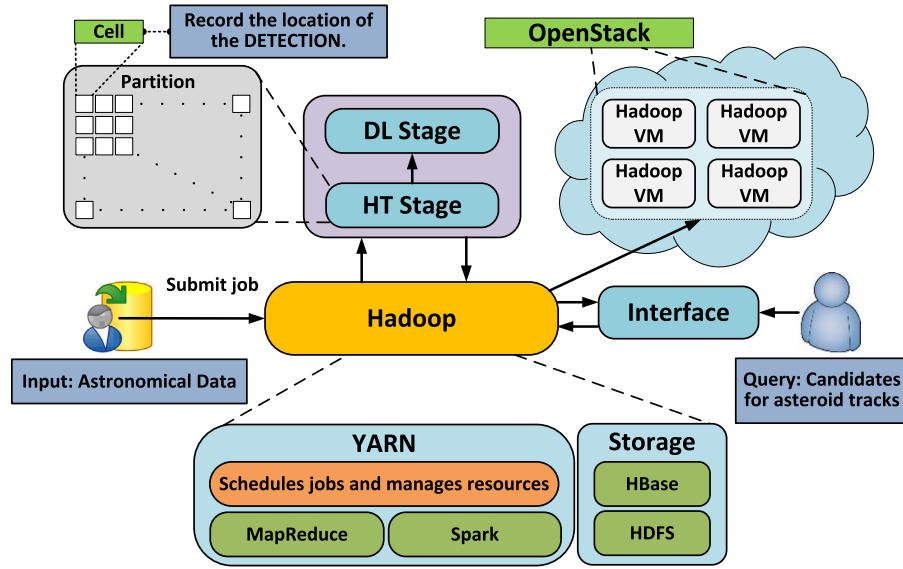 Cell
Record the location of
the DETECTION.
Partition
DL Stage
HT Stage
OpenStack
Hadoop
VM
Hadoop
VM
Hadoop
VM
Hadoop
VM
Submit job
Hadoop
Interface
Input: Astronomical Data
Query: Candidates
for asteroid tracks
YARN
Schedules jobs and manages resources
MapReduce
Spark
Storage
HBase
HDFS